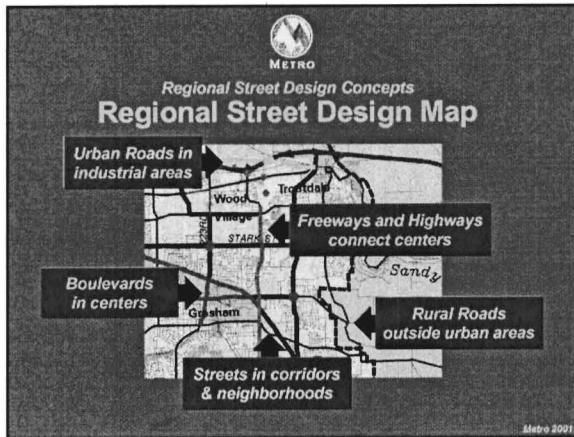 METRO
Regional Street Design Concepts
Regional Street Design Map
Urban Roads in
industrial areas
Troutdale
Wood
Village
223RD
STARK ST
Freeways and Highways
connect centers
Sandy
Boulevards
in centers
Gresham
Rural Roads
outside urban areas
Streets in corridors
& neighborhoods
Metro 2001